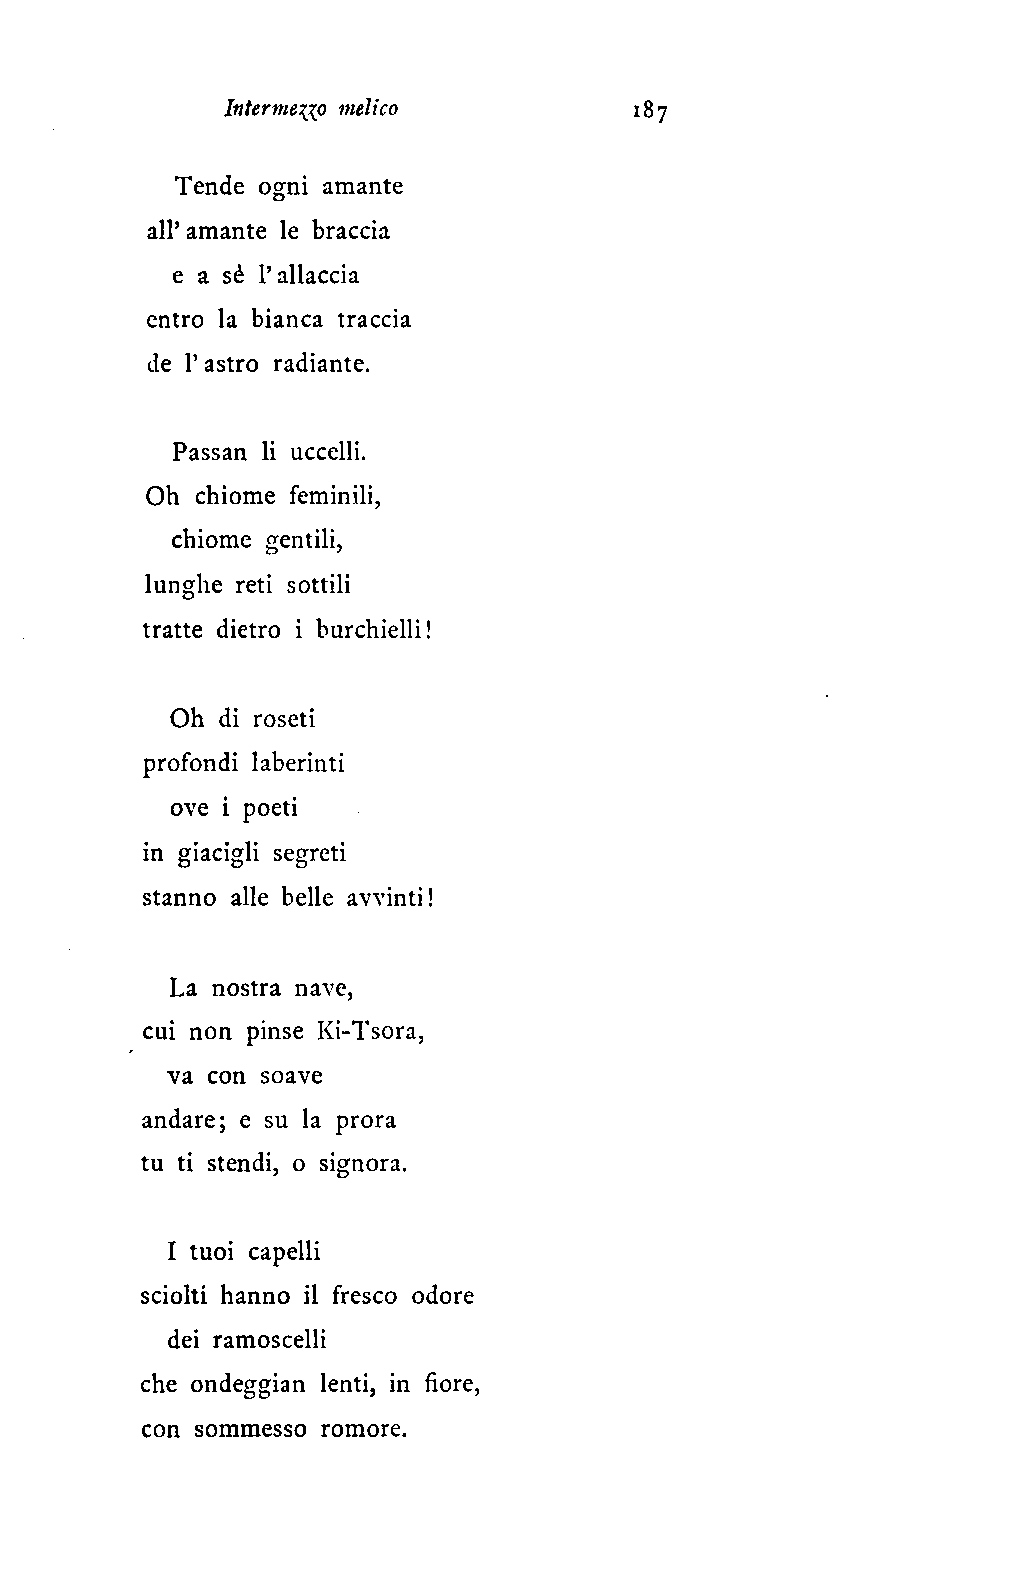 Intermezzo melico 187
Tende ogni amante
all' amante le braccia
e a sè l' allaccia
entro la bianca traccia
de l' astro radiante.
Passan li uccelli.
Oh chiome feminili,
chiome gentili,
lunghe reti sottili
tratte dietro i burchielli!
Oh di roseti
profondi laberinti
ove i poeti
in giacigli segreti
stanno alle belle avvinti!
La nostra nave,
cui non pinse Ki-Tsora,
va con soave
andare; e su la prora
tu ti stendi, o signora.
I tuoi capelli
sciolti hanno il fresco odore
dei ramoscelli
che ondeggian lenti, in fiore,
con sommesso romore.